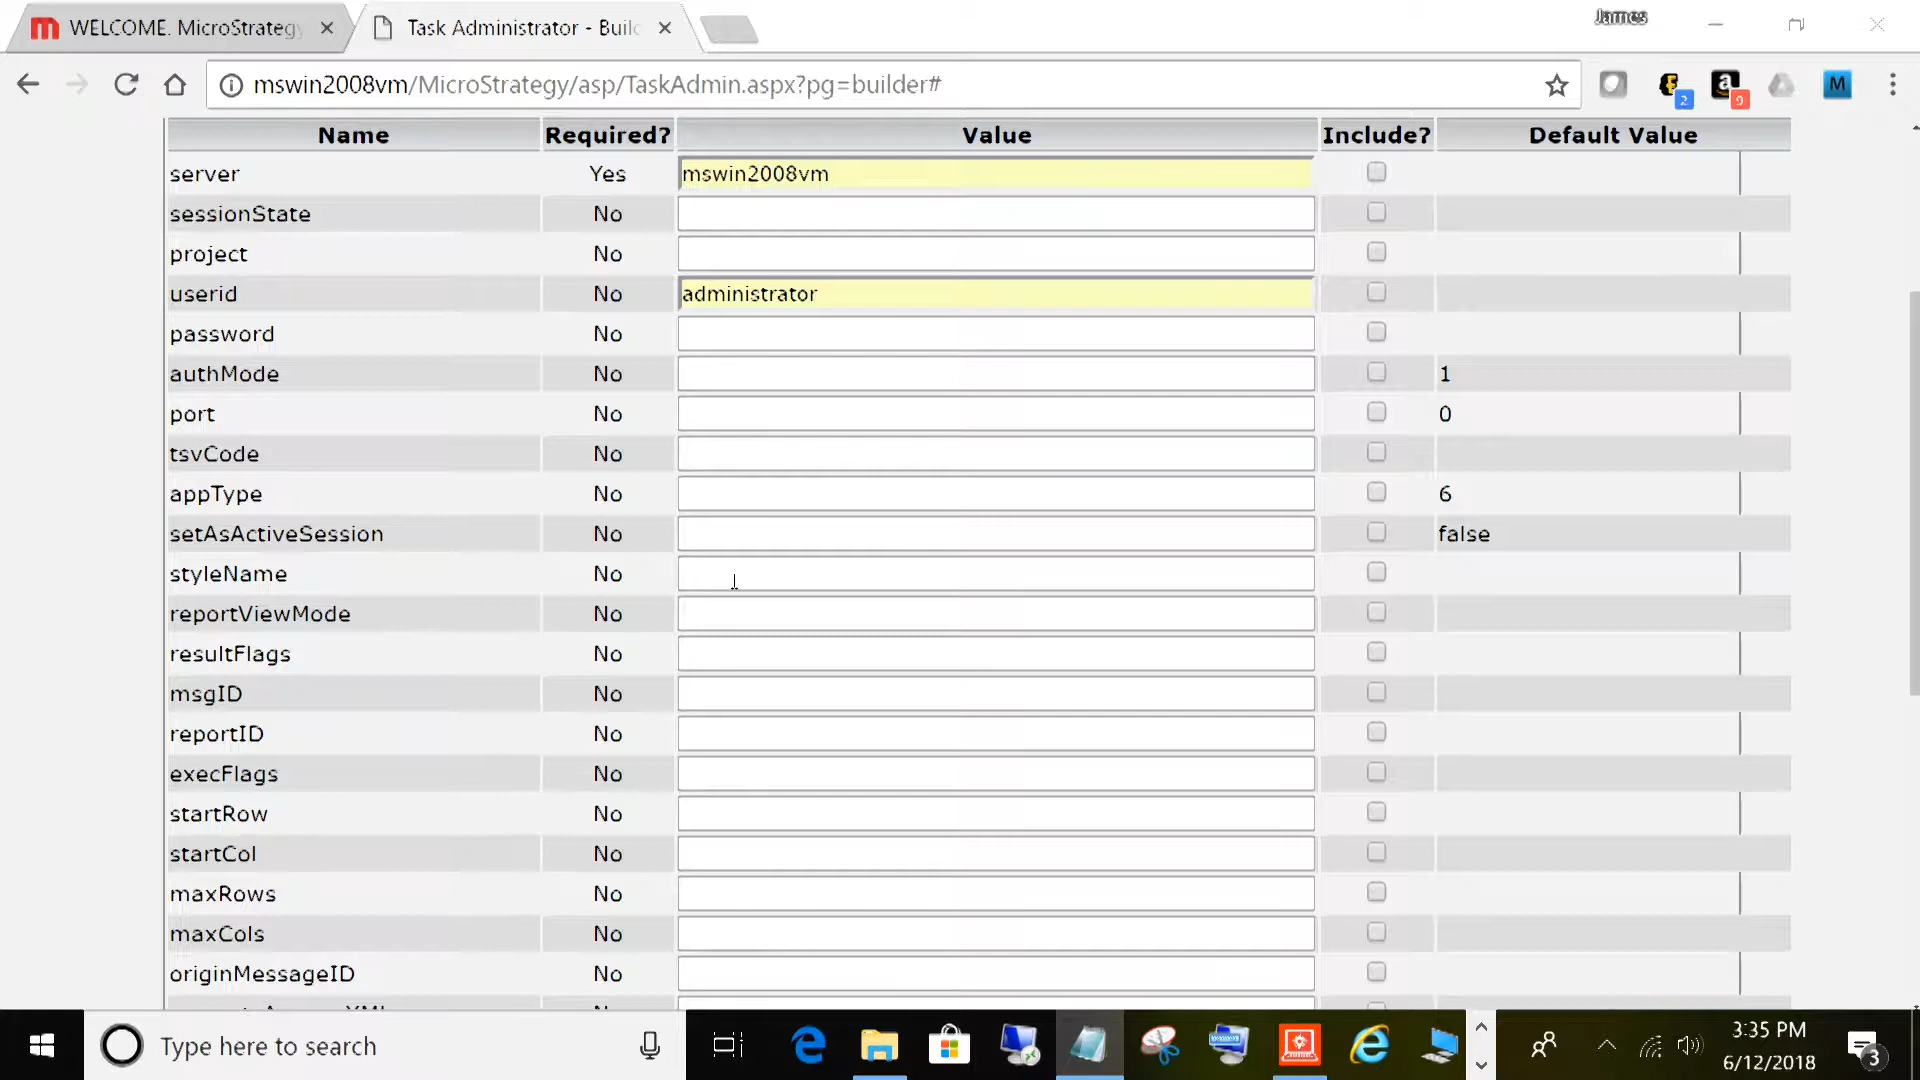 WELCOME. MicroStrategy
Task Administrator - Builc
James
mswin2008vm/MicroStrategy/asp/TaskAdmin.aspx?pg=builder#
2
a
9
M
Name Required? Value Include? Default Value
server Yes mswin2008vm
sessionState No
project No
userid No administrator
password No
authMode No 1
port No 0
tsvCode No
appType No 6
setAsActiveSession No false
styleName No
reportViewMode No
resultFlags No
msgID No
reportID No
execFlags No
startRow No
startCol No
maxRows No
maxCols No
originMessageID No
Type here to search
3:35 PM
6/12/2018
3